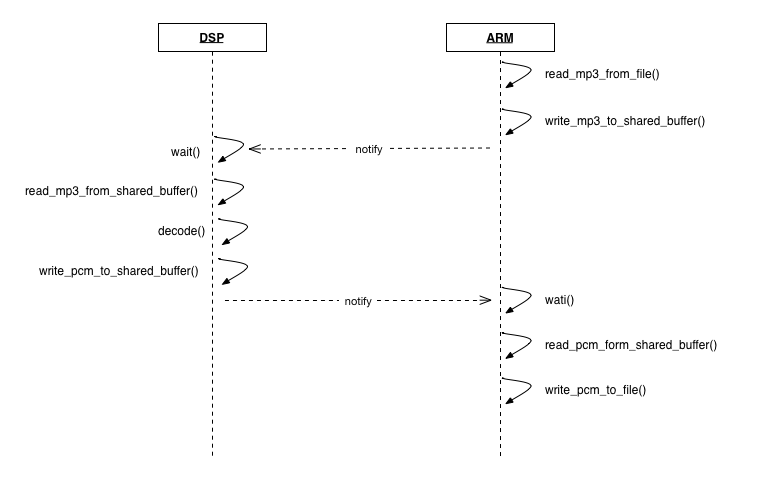 DSP
ARM
read_mp3_from_file()
write_mp3_to_shared_buffer()
wait()
notify
read_mp3_from_shared_buffer()
decode()
write_pcm_to_shared_buffer()
notify
wati()
read_pcm_form_shared_buffer()
write_pcm_to_file()